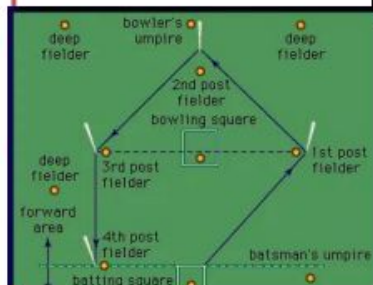 bowler's
umpire
deep
fielder
deep
fielder
2nd post
fielder
bowling square
3rd post
fielder
1st post
fielder
deep
fielder
forward
area
4th post
fielder
batsman's umpire
batting square